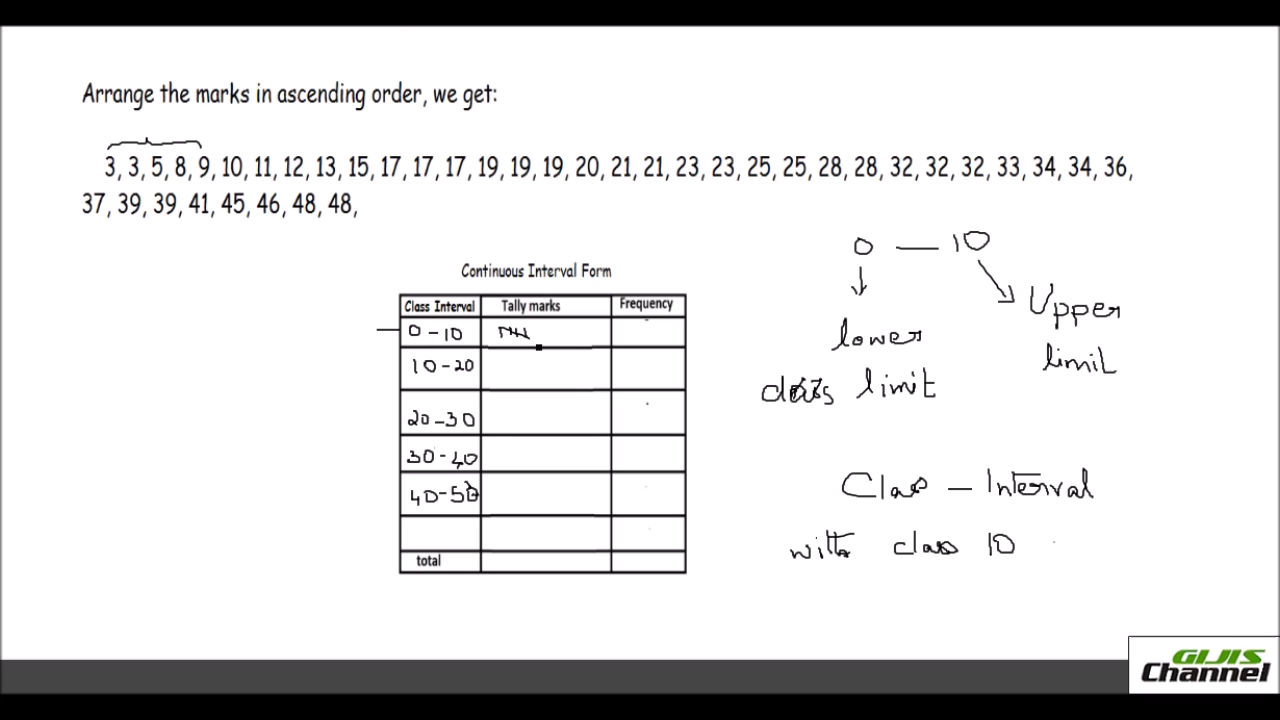 Arrange the marks in ascending order, we get:
3, 3, 5, 8, 9, 10, 11, 12, 13, 15, 17, 17, 17, 19, 19, 19, 20, 21, 21, 23, 23, 25, 25, 28, 28, 32, 32, 32, 33, 34, 34, 36,
37, 39, 39, 41, 45, 46, 48, 48,
Continuous Interval Form
Class Interval Tally marks Frequency
0-10
10-20
20-30
30-40
40-50
total
0 — 10
lower
limit
Upper
limit
Class - Interval
with class 10
GIJIS
Channel